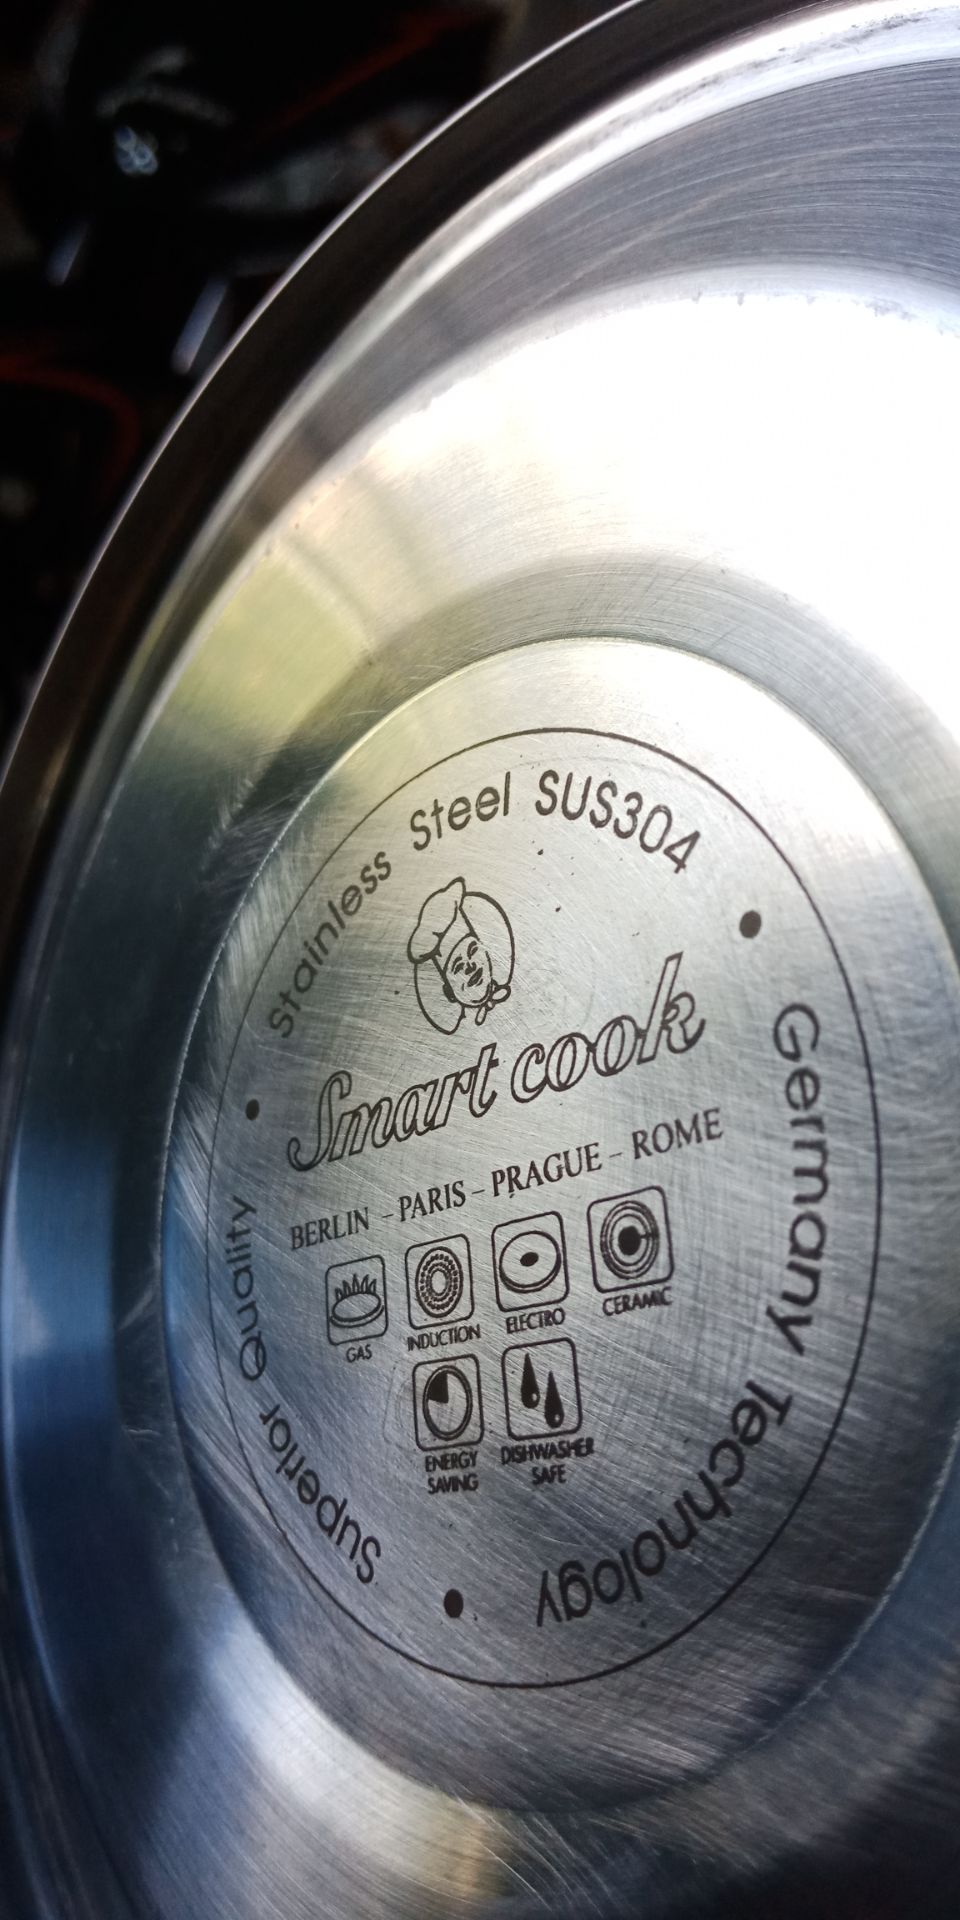 Stainless Steel SUS304
Smart cook
BERLIN - PARIS - PRAGUE - ROME
GAS
INDUCTION
ELECTRO
CERAMIC
ENERGY
SAVING
DISHWASHER
SAFE
Germany Technology
Superior Quality